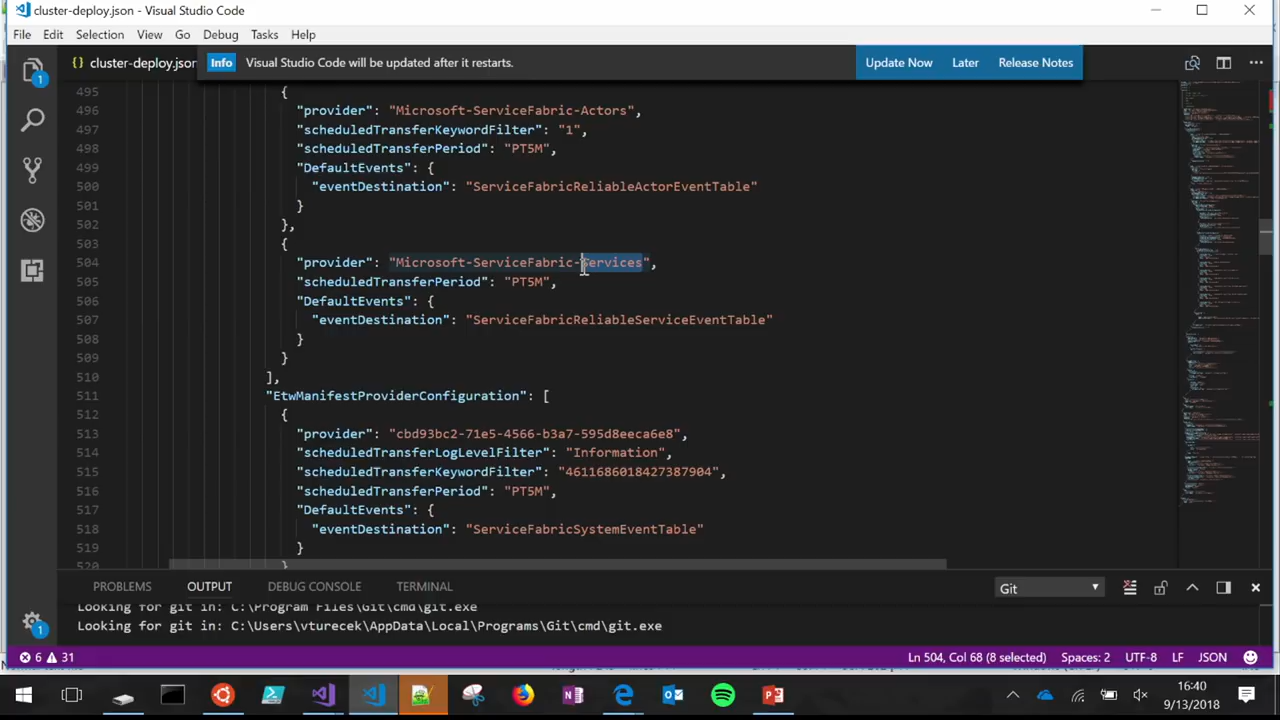 cluster-deploy.json - Visual Studio Code
File Edit Selection View Go Debug Tasks Help
{} cluster-deploy.json
Info Visual Studio Code will be updated after it restarts. Update Now Later Release Notes
495 {
496 "provider": "Microsoft-ServiceFabric-Actors",
497 "scheduledTransferKeywordFilter": "1",
498 "scheduledTransferPeriod": "PT5M",
499 "DefaultEvents": {
500 "eventDestination": "ServiceFabricReliableActorEventTable"
501 }
502 },
503 {
504 "provider": "Microsoft-ServiceFabric-Services",
505 "scheduledTransferPeriod": "PT5M",
506 "DefaultEvents": {
507 "eventDestination": "ServiceFabricReliableServiceEventTable"
508 }
509 }
510 ],
511 "EtwManifestProviderConfiguration": [
512 {
513 "provider": "cbd93bc2-71e5-4566-b3a7-595d8eeca6e8",
514 "scheduledTransferLogLevelFilter": "Information",
515 "scheduledTransferKeywordFilter": "4611686018427387904",
516 "scheduledTransferPeriod": "PT5M",
517 "DefaultEvents": {
518 "eventDestination": "ServiceFabricSystemEventTable"
519 }
520 }
PROBLEMS OUTPUT DEBUG CONSOLE TERMINAL Git
Looking for git in: C:\Program Files\Git\cmd\git.exe
Looking for git in: C:\Users\vturecek\AppData\Local\Programs\Git\cmd\git.exe
6 31 Ln 504, Col 68 (8 selected) Spaces: 2 UTF-8 LF JSON
16:40
9/13/2018